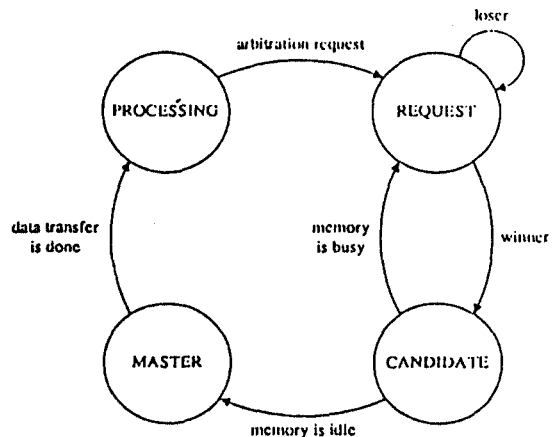 loser
arbitration request
PROCESSING
REQUEST
data transfer
is done
memory
is busy
winner
MASTER
CANDIDATE
memory is idle